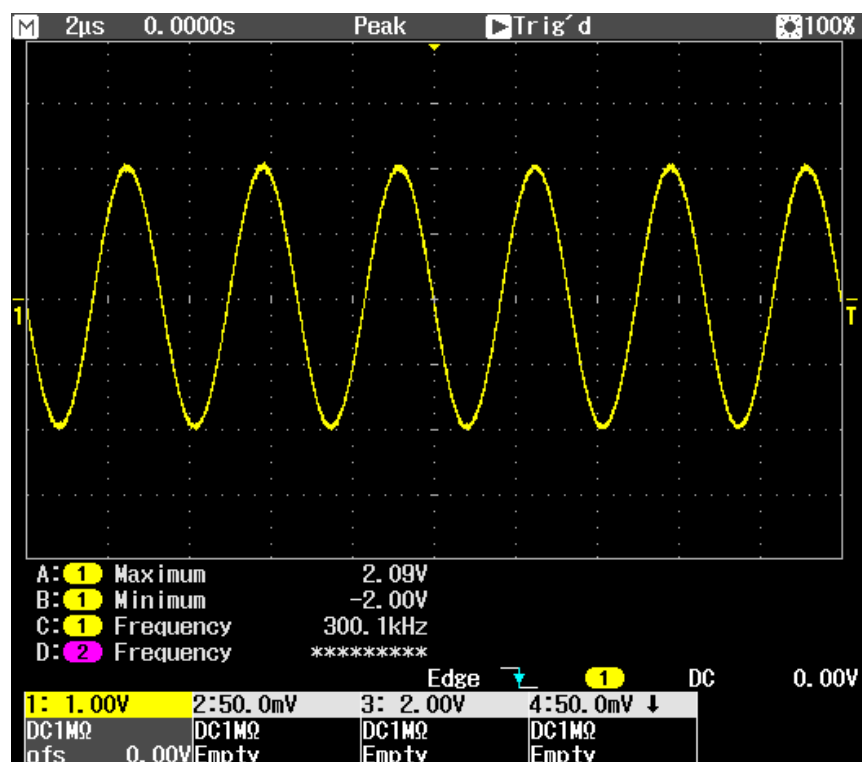 M 2µs 0.0000s Peak Trig´d 100%
1 T
A: 1 Maximum 2.09V
B: 1 Minimum -2.00V
C: 1 Frequency 300.1kHz
D: 2 Frequency *********
Edge 1 DC 0.00V
1: 1.00V 2:50.0mV 3: 2.00V 4:50.0mV ↓
DC1MΩ DC1MΩ DC1MΩ DC1MΩ
ofs 0.00V Empty Empty Empty